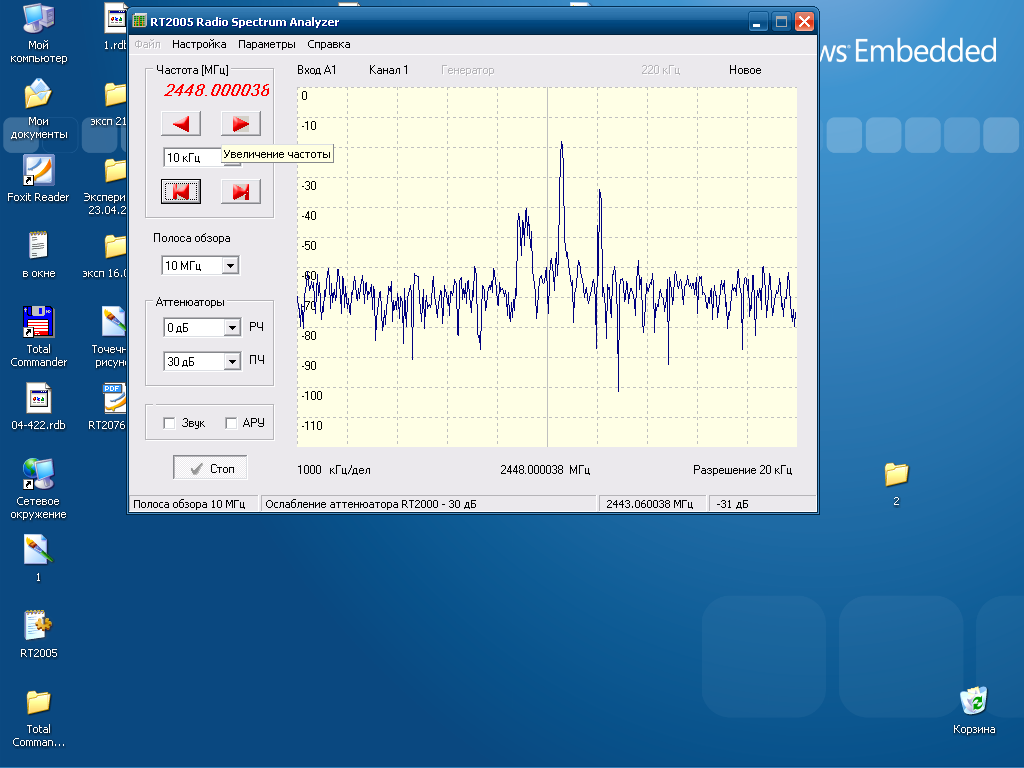 RT2005 Radio Spectrum Analyzer
Файл Настройка Параметры Справка
Частота [МГц]
2448.000038
10 кГц
Увеличение частоты
Полоса обзора
10 МГц
Аттенюаторы
0 дБ РЧ
30 дБ ПЧ
Звук АРУ
Стоп
Вход А1 Канал 1 Генератор 220 кГц Новое
0
-10
-30
-40
-50
-60
-70
-80
-90
-100
-110
1000 кГц/дел 2448.000038 МГц Разрешение 20 кГц
Полоса обзора 10 МГц Ослабление аттенюатора RT2000 - 30 дБ 2443.060038 МГц -31 дБ
Embedded
Мой
компьютер
Мои
документы
Foxit Reader
в окне
Total
Commander
04-422.rdb
Сетевое
окружение
1
RT2005
Total
Comman...
1.rdb
эксп 21
Экспери
23.04.2
эксп 16.0
Точечн
рисун
RT2076
2
Корзина